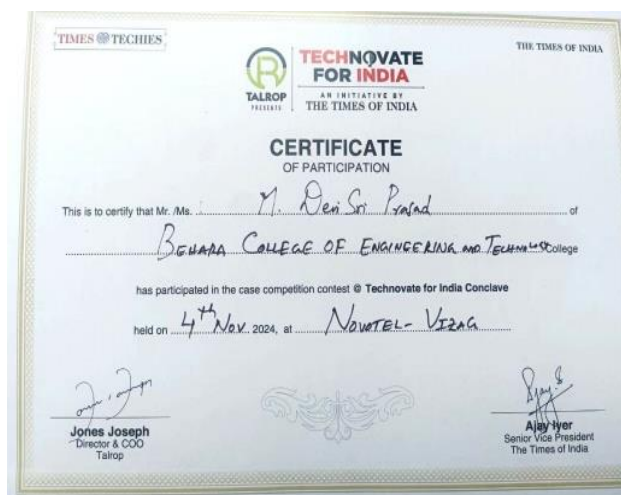 TIMES TECHIES
THE TIMES OF INDIA
TALROP
PRESENTS
TECHNOVATE
FOR INDIA
AN INITIATIVE BY
THE TIMES OF INDIA
CERTIFICATE
OF PARTICIPATION
This is to certify that Mr. /Ms. M. Devi Sri Prasad of
BEHARA COLLEGE OF ENGINEERING AND TECHNOLOGY College
has participated in the case competition contest @ Technovate for India Conclave
held on 4th Nov 2024, at NOVOTEL - VIZAG
Jones Joseph
Director & COO
Talrop
Ajay Iyer
Senior Vice President
The Times of India